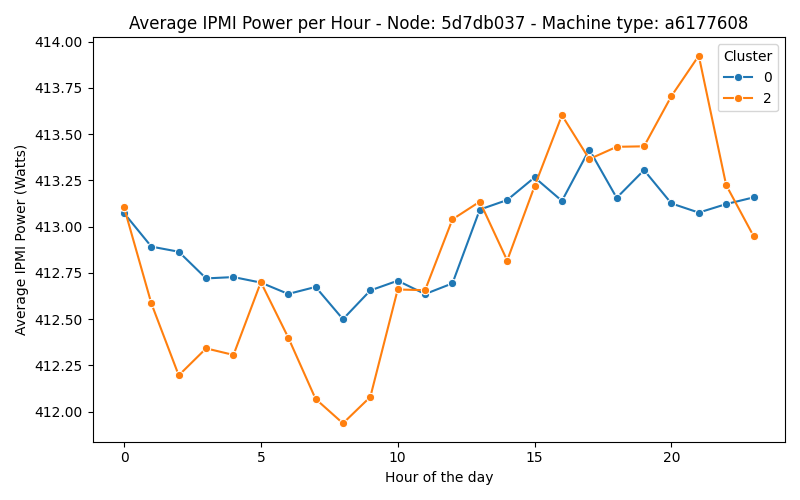 Average IPMI Power per Hour - Node: 5d7db037 - Machine type: a6177608
Cluster
0
2
Average IPMI Power (Watts)
414.00
413.75
413.50
413.25
413.00
412.75
412.50
412.25
412.00
0 5 10 15 20
Hour of the day